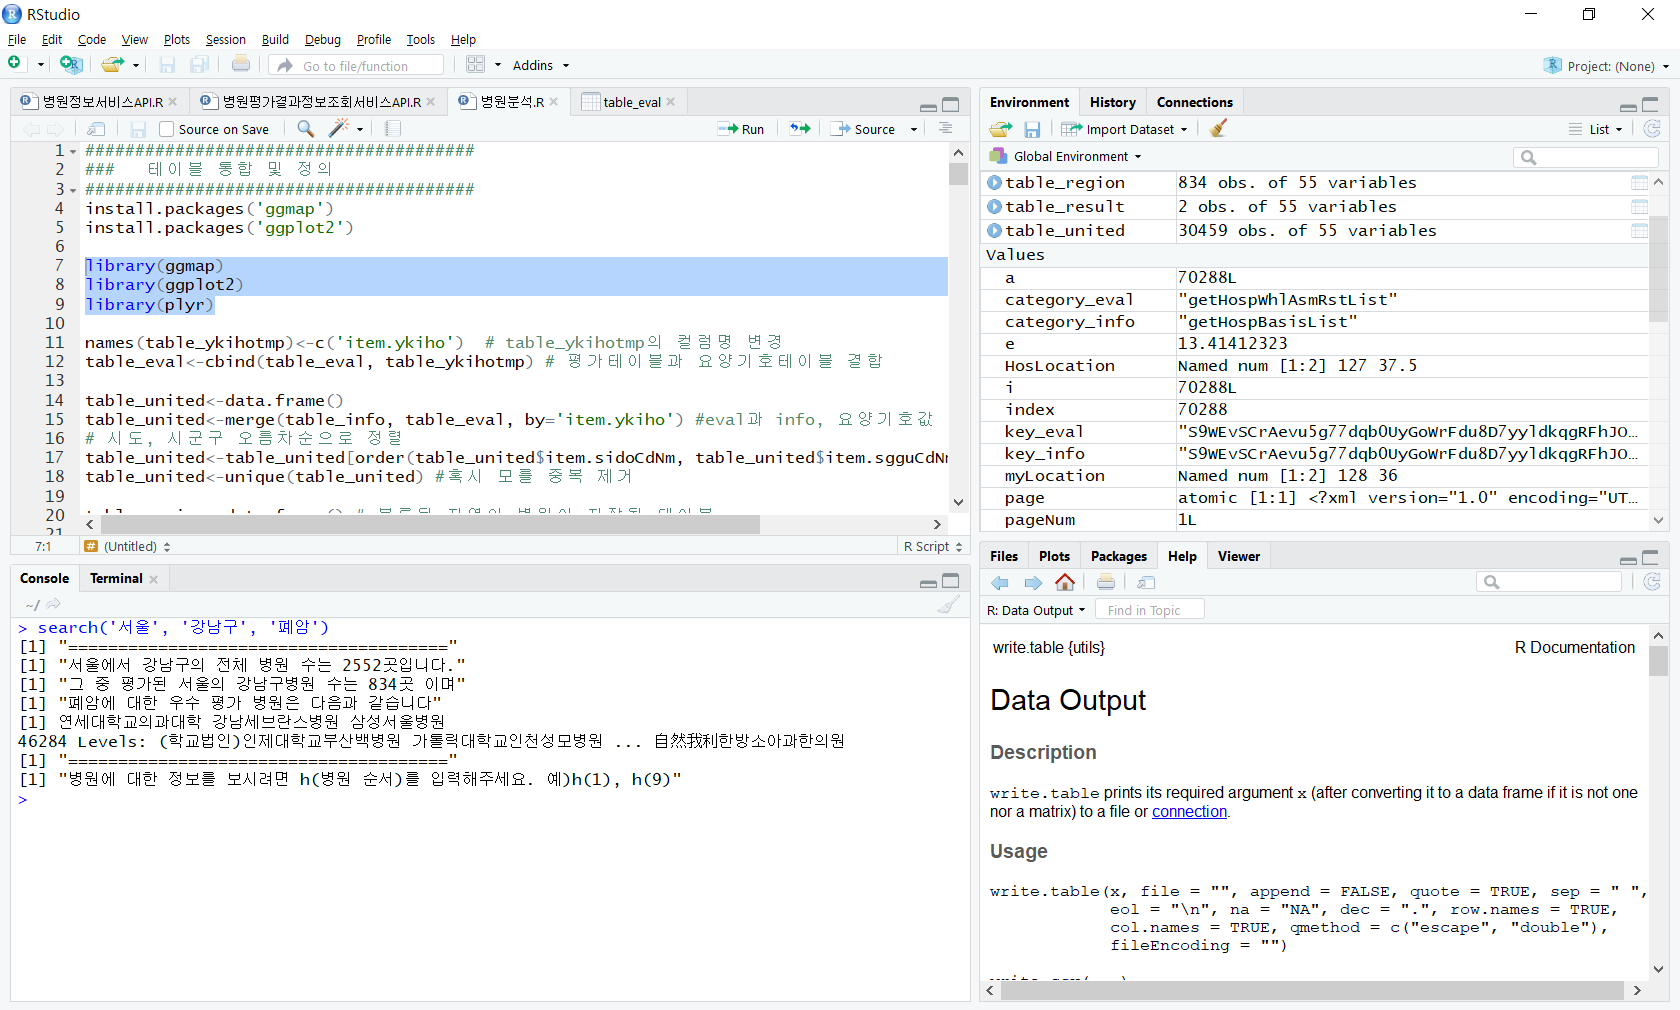 RStudio
File Edit Code View Plots Session Build Debug Profile Tools Help
Go to file/function Addins Project: (None)
병원정보서비스API.R 병원평가결과정보조회서비스API.R 병원분석.R table_eval
Source on Save Run Source
1 #######################################
2 ### 테이블 통합 및 정의
3 #######################################
4 install.packages('ggmap')
5 install.packages('ggplot2')
6
7 library(ggmap)
8 library(ggplot2)
9 library(plyr)
10
11 names(table_ykihotmp)<-c('item.ykiho') # table_ykihotmp의 컬럼명 변경
12 table_eval<-cbind(table_eval, table_ykihotmp) # 평가테이블과 요양기호테이블 결합
13
14 table_united<-data.frame()
15 table_united<-merge(table_info, table_eval, by='item.ykiho') #eval과 info, 요양기호값
16 # 시도, 시군구 오름차순으로 정렬
17 table_united<-table_united[order(table_united$item.sidoCdNm, table_united$item.sgguCdN
18 table_united<-unique(table_united) #혹시 모를 중복 제거
19
20
21
7:1 (Untitled) R Script
Console Terminal
~/
> search('서울', '강남구', '폐암')
[1] "======================================"
[1] "서울에서 강남구의 전체 병원 수는 2552곳입니다."
[1] "그 중 평가된 서울의 강남구병원 수는 834곳 이며"
[1] "폐암에 대한 우수 평가 병원은 다음과 같습니다"
[1] 연세대학교의과대학 강남세브란스병원 삼성서울병원
46284 Levels: (학교법인)인제대학교부산백병원 가톨릭대학교인천성모병원 ... 自然我利한방소아과한의원
[1] "======================================"
[1] "병원에 대한 정보를 보시려면 h(병원 순서)를 입력해주세요. 예)h(1), h(9)"
>
Environment History Connections
Import Dataset List
Global Environment
table_region 834 obs. of 55 variables
table_result 2 obs. of 55 variables
table_united 30459 obs. of 55 variables
Values
a 70288L
category_eval "getHospWhlAsmRstList"
category_info "getHospBasisList"
e 13.41412323
HosLocation Named num [1:2] 127 37.5
i 70288L
index 70288
key_eval "S9WEvSCrAevu5g77dqb0UyGoWrFdu8D7yyldkqgRFhJO…
key_info "S9WEvSCrAevu5g77dqb0UyGoWrFdu8D7yyldkqgRFhJO…
myLocation Named num [1:2] 128 36
page atomic [1:1] <?xml version="1.0" encoding="UT…
pageNum 1L
Files Plots Packages Help Viewer
R: Data Output Find in Topic
write.table {utils} R Documentation
Data Output
Description
write.table prints its required argument x (after converting it to a data frame if it is not one
nor a matrix) to a file or connection.
Usage
write.table(x, file = "", append = FALSE, quote = TRUE, sep = " ",
eol = "\n", na = "NA", dec = ".", row.names = TRUE,
col.names = TRUE, qmethod = c("escape", "double"),
fileEncoding = "")